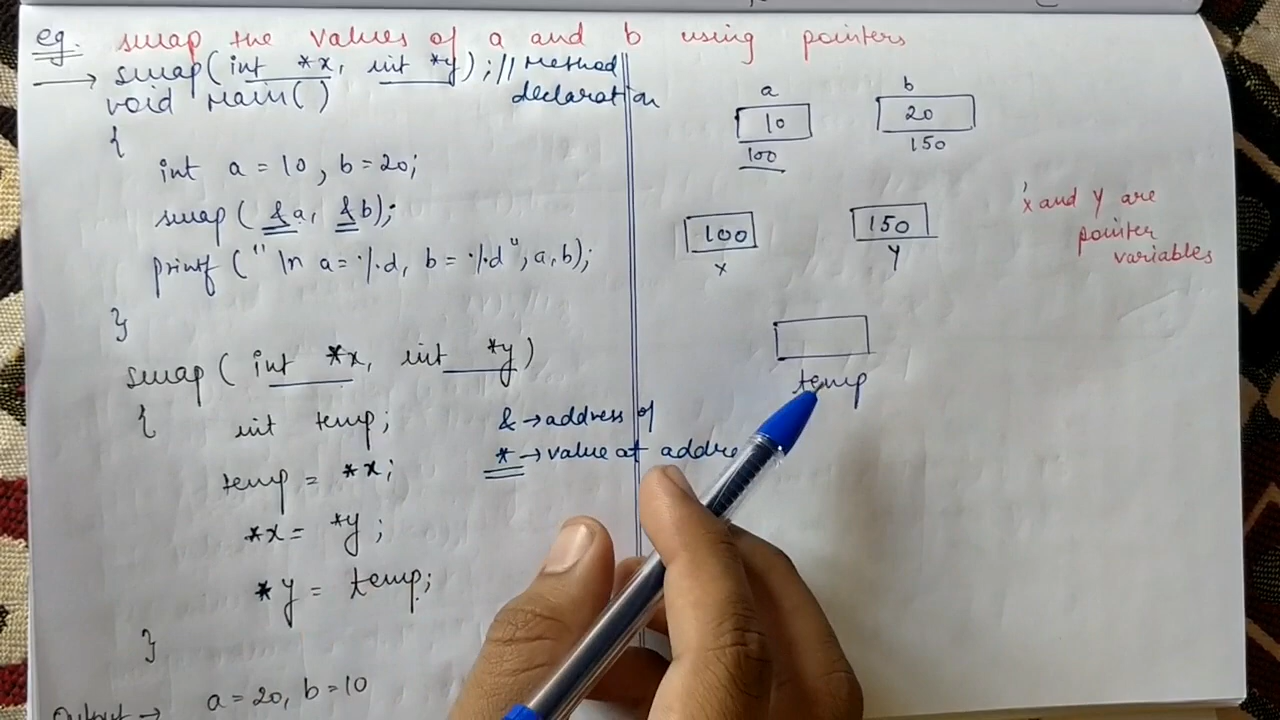 eg. swap the values of a and b using pointers
→ swap( int *x, int *y) ; // Method
declaration
void main( )
{
int a = 10 , b = 20;
swap( &a, &b);
printf ( " \n a = %d, b = %d", a, b);
}
swap ( int *x, int *y )
{ int temp;
temp = *x;
*x = *y ;
*y = temp;
}
Output → a = 20, b = 10
& → address of
* → value at addre
a
10
100
b
20
150
100
x
150
y
x and y are
pointer
variables
temp